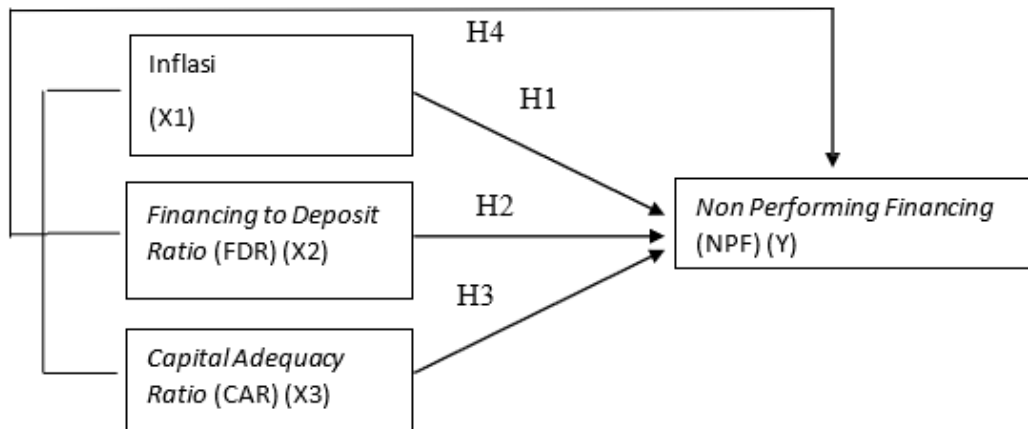 H4
Inflasi
(X1)
H1
Financing to Deposit
Ratio (FDR) (X2)
H2
Non Performing Financing
(NPF) (Y)
H3
Capital Adequacy
Ratio (CAR) (X3)